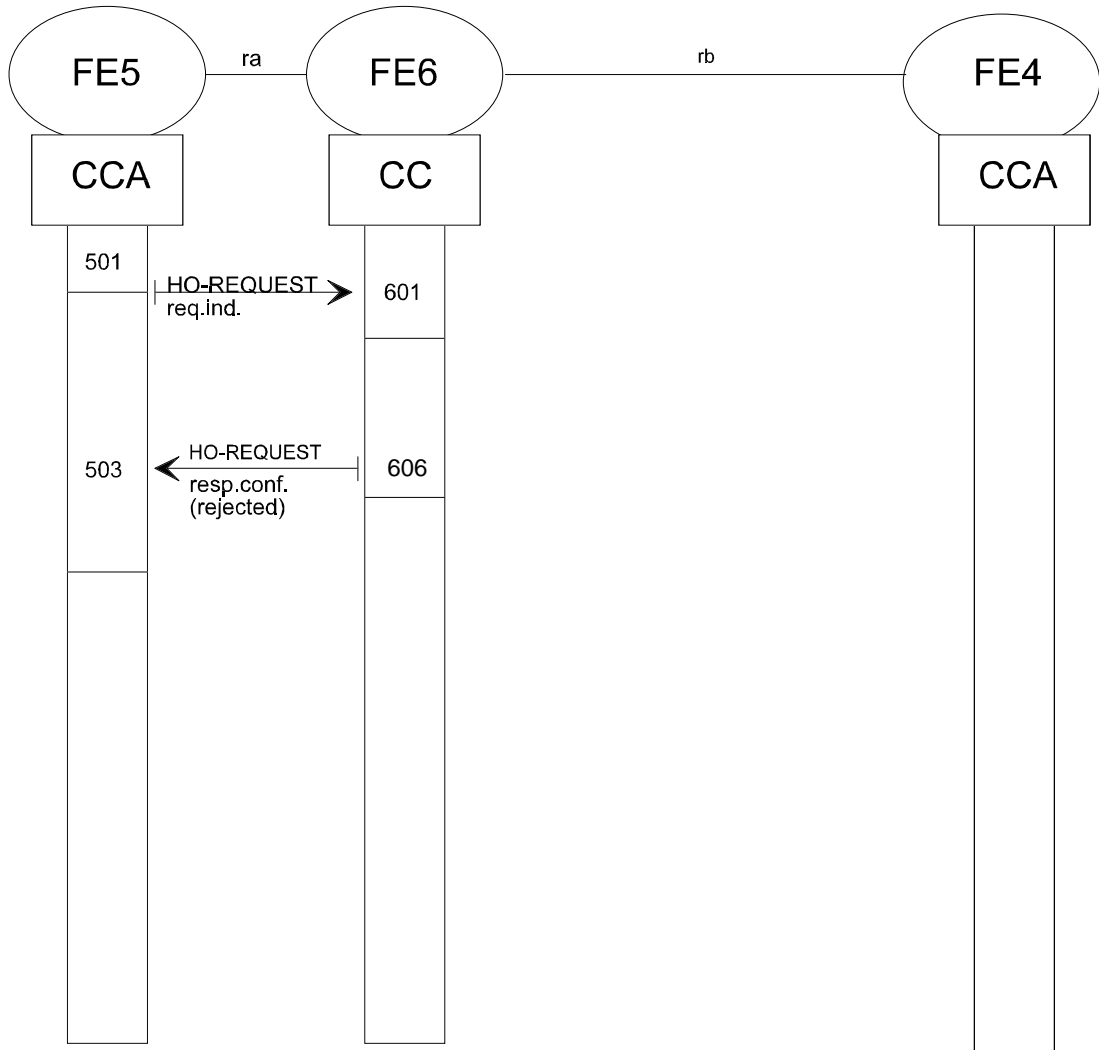 FE5
ra
FE6
rb
FE4
CCA
CC
CCA
501
HO-REQUEST
req.ind.
601
503
HO-REQUEST
resp.conf.
(rejected)
606